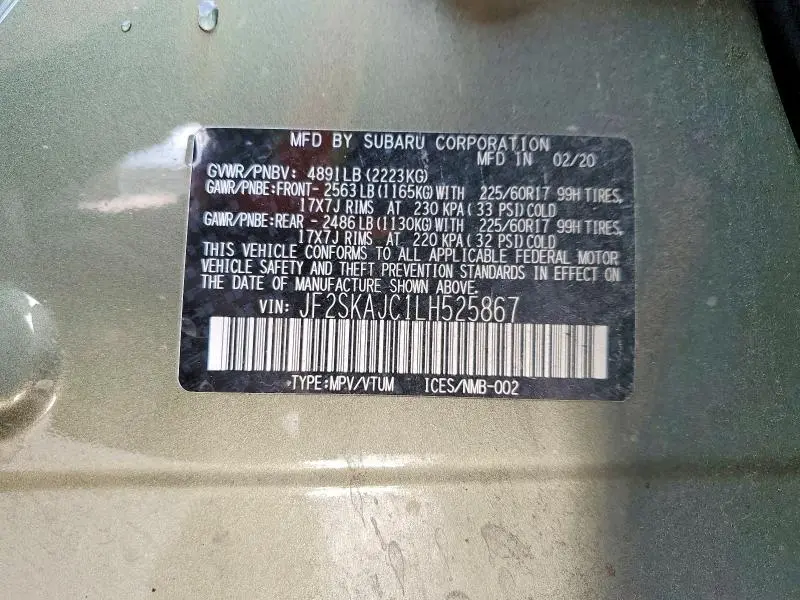 MFD BY SUBARU CORPORATION
MFD IN 02/20
GVWR/PNBV: 4891 LB (2223KG)
GAWR/PNBE:FRONT- 2563 LB (1165KG) WITH 225/60R17 99H TIRES,
17X7J RIMS AT 230 KPA (33 PSI) COLD
GAWR/PNBE:REAR - 2486 LB (1130KG) WITH 225/60R17 99H TIRES,
17X7J RIMS AT 220 KPA (32 PSI) COLD
THIS VEHICLE CONFORMS TO ALL APPLICABLE FEDERAL MOTOR
VEHICLE SAFETY AND THEFT PREVENTION STANDARDS IN EFFECT ON
THE DATE OF MANUFACTURE SHOWN ABOVE.
VIN: JF2SKAJC1LH525867
TYPE:MPV/VTUM ICES/NMB-002